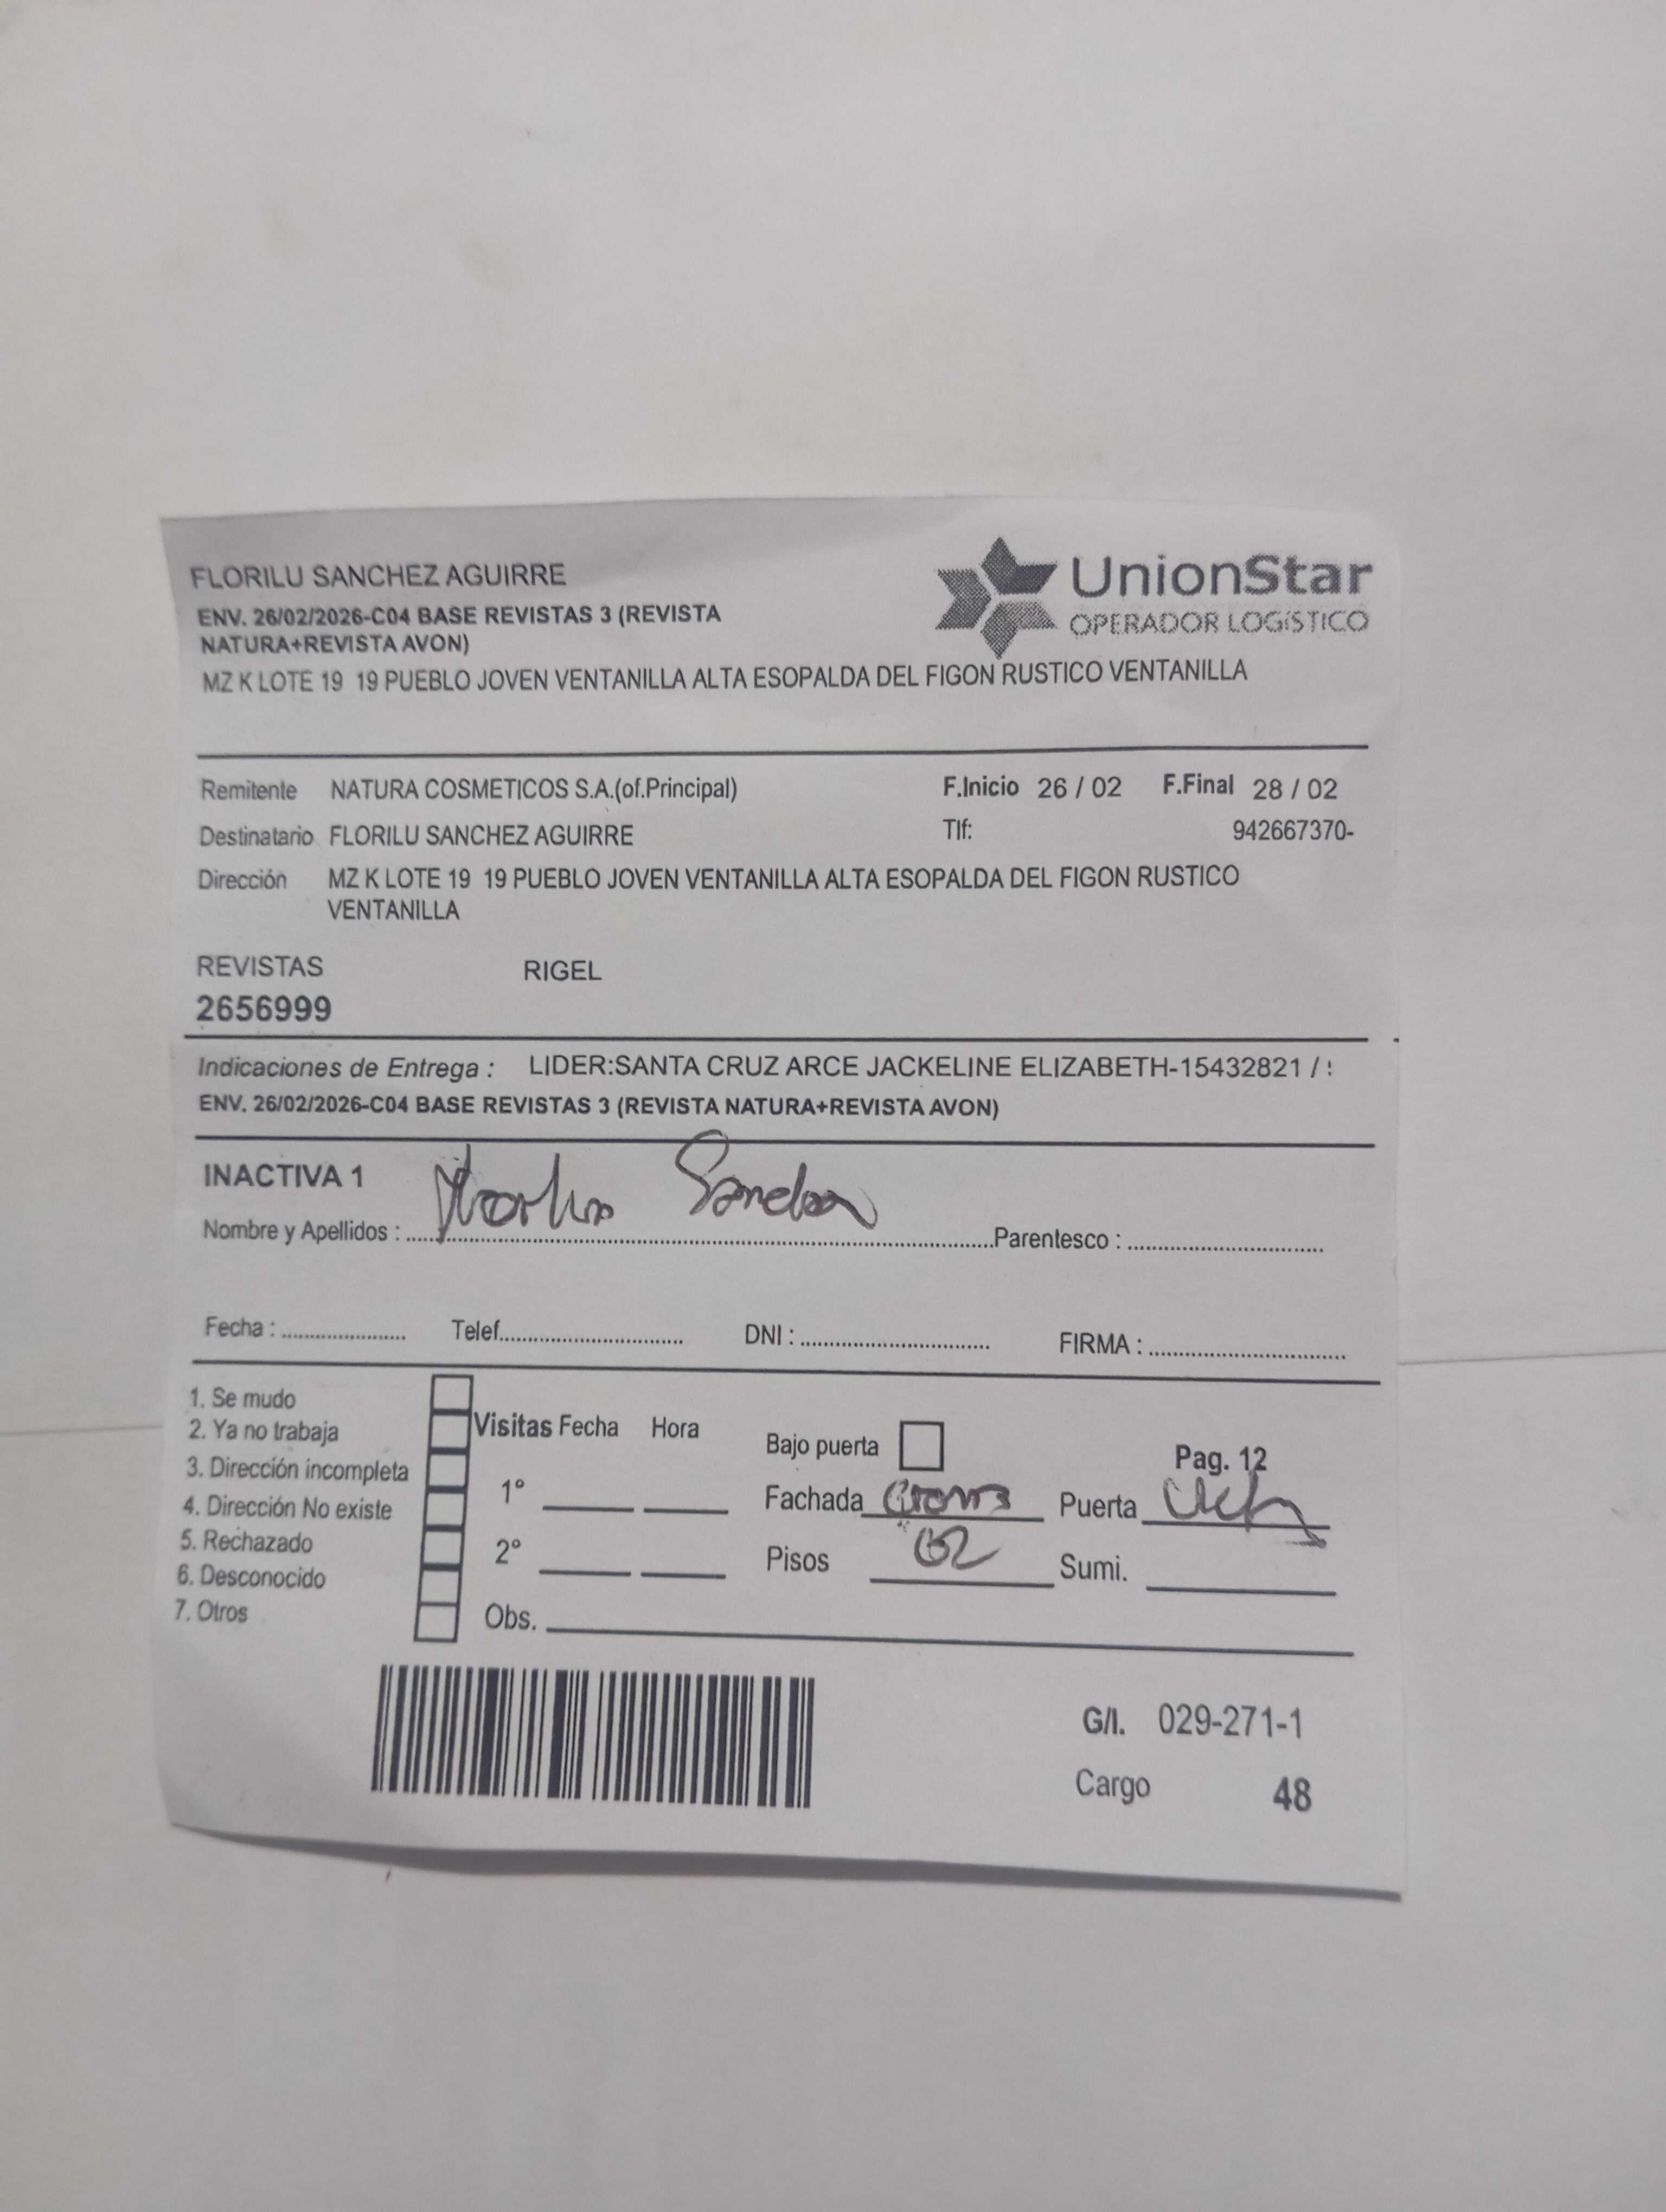 FLORILU SANCHEZ AGUIRRE
UnionStar
OPERADOR LOGÍSTICO
ENV. 26/02/2026-C04 BASE REVISTAS 3 (REVISTA
NATURA+REVISTA AVON)
MZ K LOTE 19 19 PUEBLO JOVEN VENTANILLA ALTA ESOPALDA DEL FIGON RUSTICO VENTANILLA
Remitente NATURA COSMETICOS S.A.(of.Principal) F.Inicio 26 / 02 F.Final 28 / 02
Destinatario FLORILU SANCHEZ AGUIRRE Tlf: 942667370-
Dirección MZ K LOTE 19 19 PUEBLO JOVEN VENTANILLA ALTA ESOPALDA DEL FIGON RUSTICO
VENTANILLA
REVISTAS RIGEL
2656999
Indicaciones de Entrega : LIDER:SANTA CRUZ ARCE JACKELINE ELIZABETH-15432821 /
ENV. 26/02/2026-C04 BASE REVISTAS 3 (REVISTA NATURA+REVISTA AVON)
INACTIVA 1
Nombre y Apellidos : Parentesco :
Fecha : Telef. DNI : FIRMA :
1. Se mudo
2. Ya no trabaja
3. Dirección incompleta
4. Dirección No existe
5. Rechazado
6. Desconocido
7. Otros
Visitas Fecha Hora
1°
2°
Obs.
Bajo puerta Pag. 12
Fachada Puerta
Pisos 02 Sumi.
G/I. 029-271-1
Cargo 48